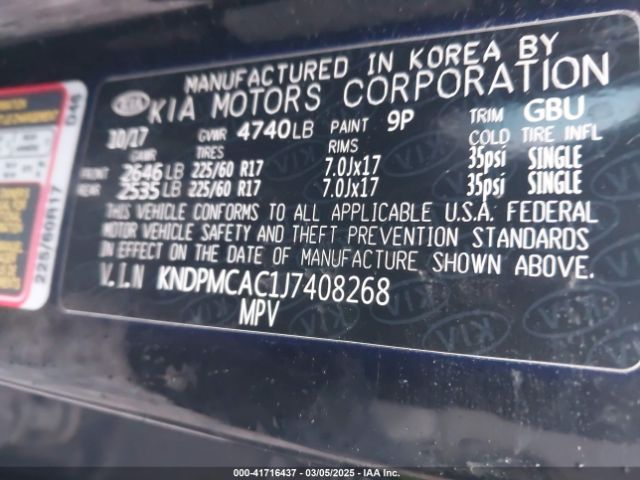 MANUFACTURED IN KOREA BY
KIA KIA MOTORS CORPORATION
10/17 GVWR 4740LB PAINT 9P TRIM GBU
GAWR TIRES RIMS COLD TIRE INFL
FRONT 2646LB 225/60 R17 7.0Jx17 35psi SINGLE
REAR 2535LB 225/60 R17 7.0Jx17 35psi SINGLE
THIS VEHICLE CONFORMS TO ALL APPLICABLE U.S.A. FEDERAL
MOTOR VEHICLE SAFETY AND THEFT PREVENTION STANDARDS
IN EFFECT ON THE DATE OF MANUFACTURE SHOWN ABOVE.
V.I.N KNDPMCAC1J7408268
MPV
225/60R17
000-41716437 - 03/05/2025 - IAA Inc.